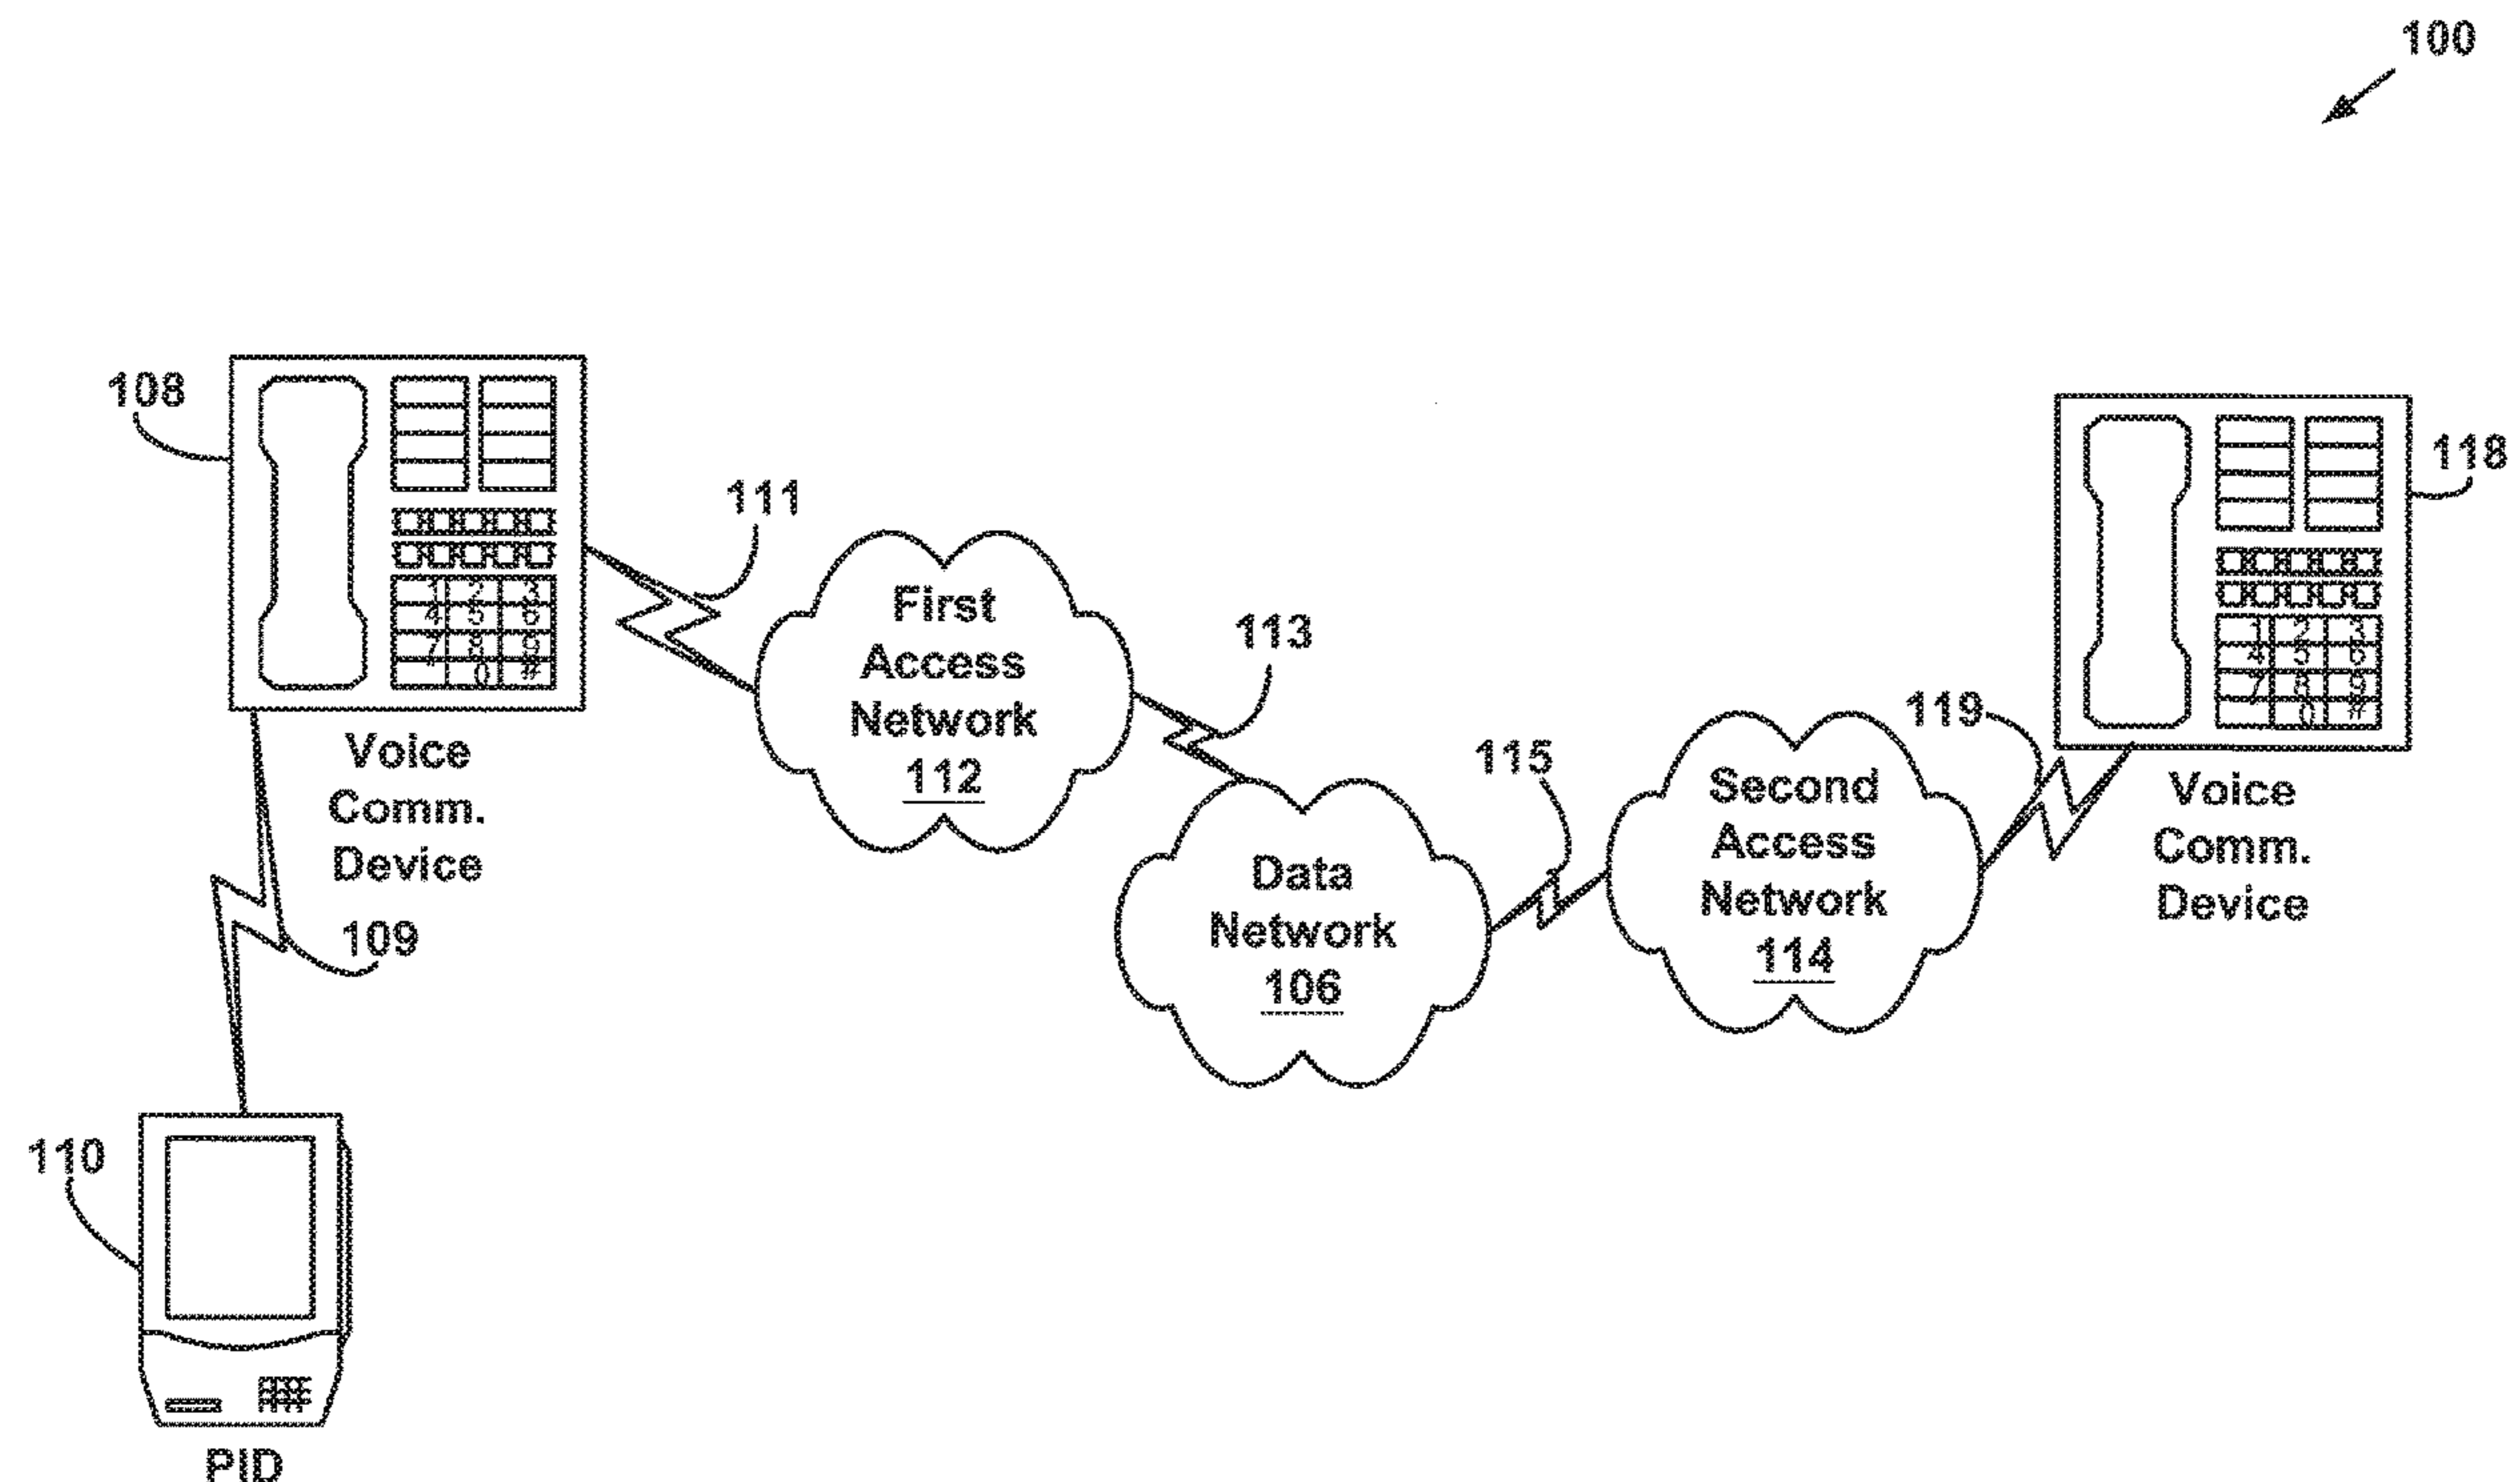 100
108
111
First
Access
Network
112
113
118
1 2 3
4 5 6
7 8 9
0 #
Voice
Comm.
Device
109
115
Data
Network
106
119
Second
Access
Network
114
1 2 3
4 5 6
7 8 9
0 #
Voice
Comm.
Device
110
PID